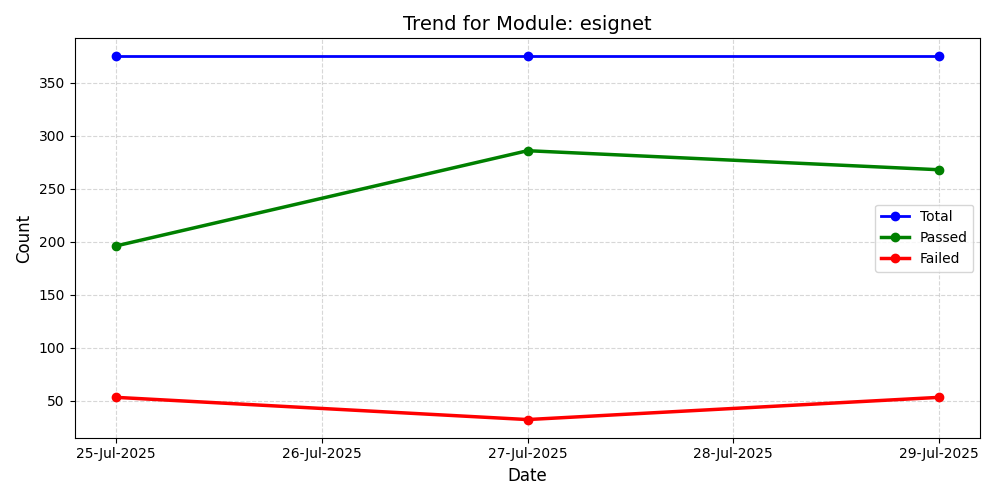 Trend for Module: esignet
Count
350
300
250
200
150
100
50
Total
Passed
Failed
25-Jul-2025 26-Jul-2025 27-Jul-2025 28-Jul-2025 29-Jul-2025
Date